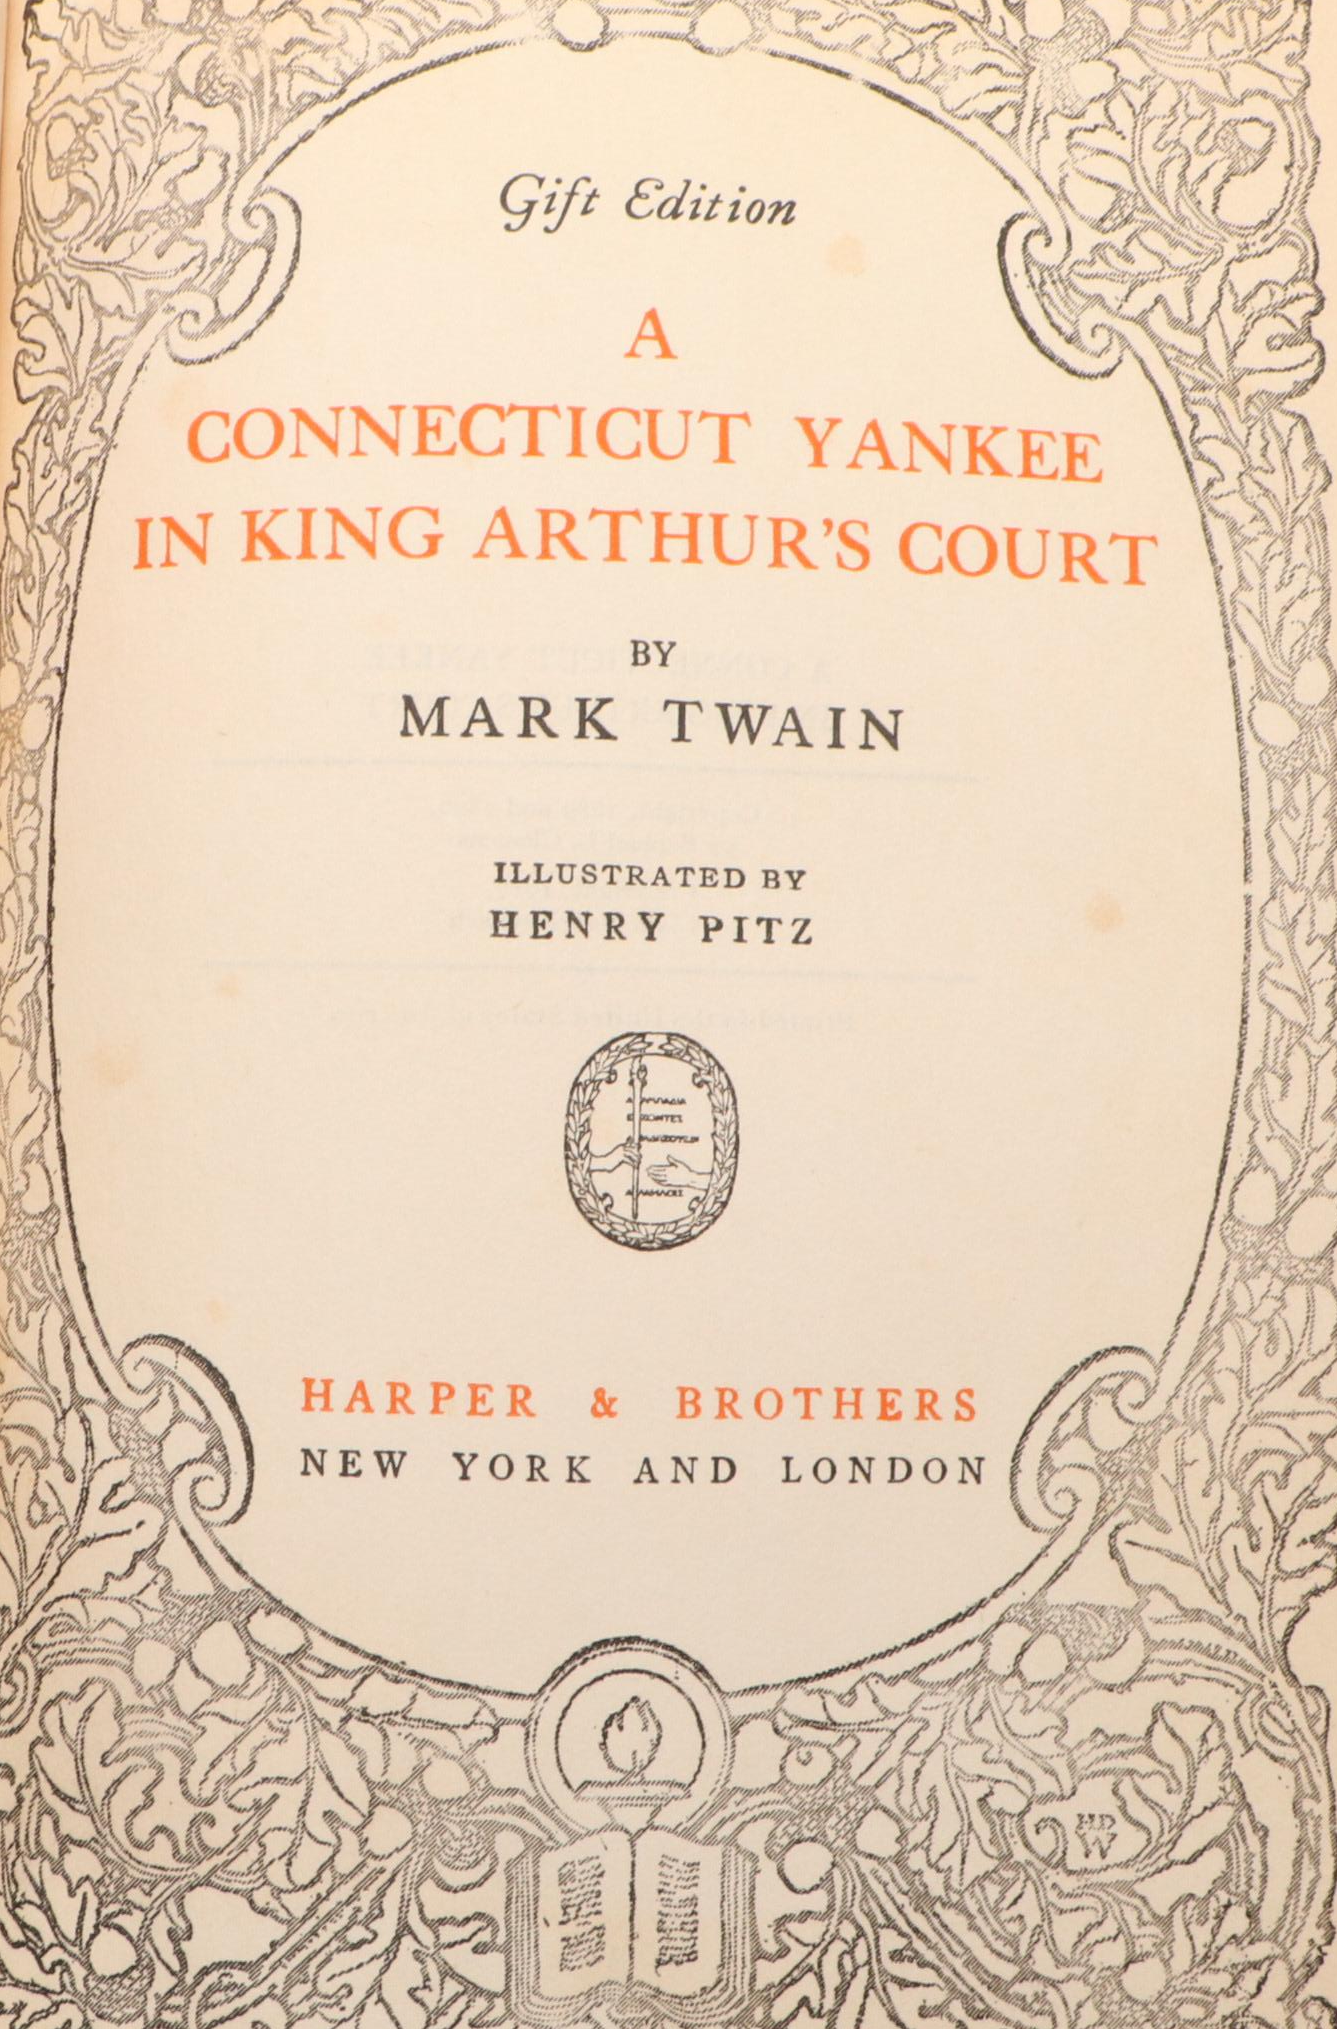 Gift Edition
A
CONNECTICUT YANKEE
IN KING ARTHUR'S COURT
BY
MARK TWAIN
ILLUSTRATED BY
HENRY PITZ
HARPER & BROTHERS
NEW YORK AND LONDON